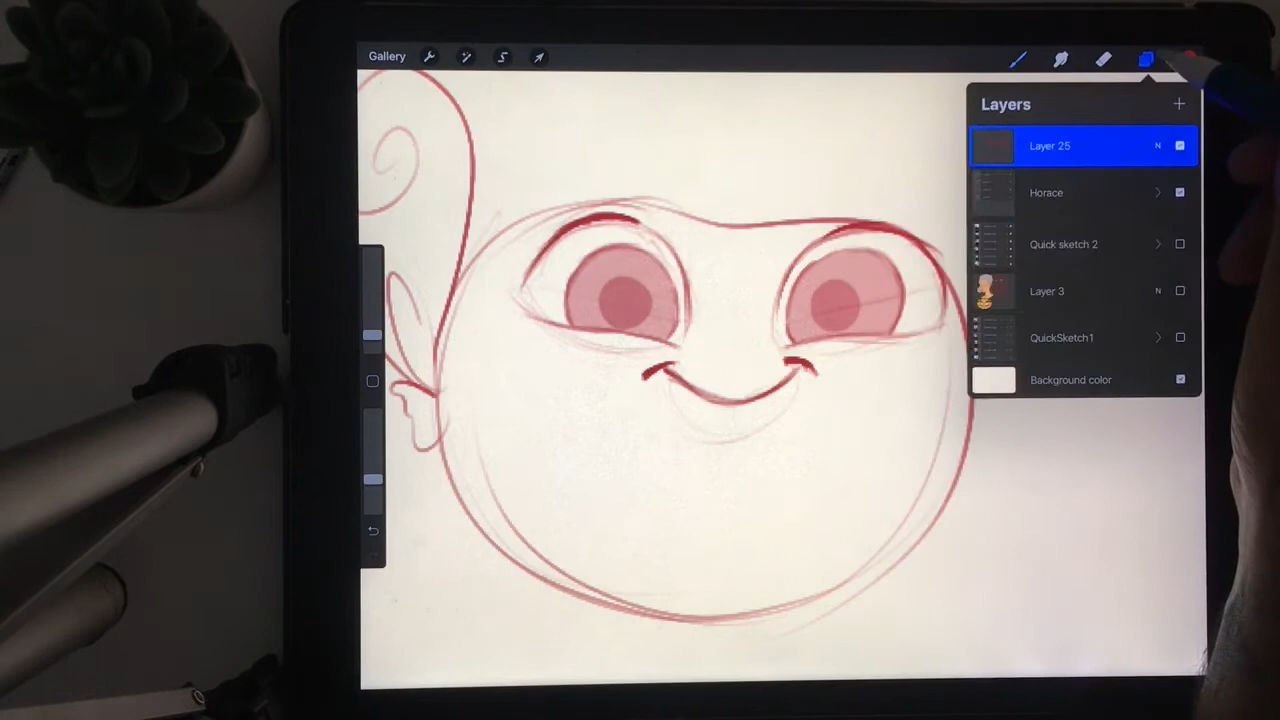 Gallery
Layers
Layer 25 N
Horace
Quick sketch 2
Layer 3 N
QuickSketch1
Background color